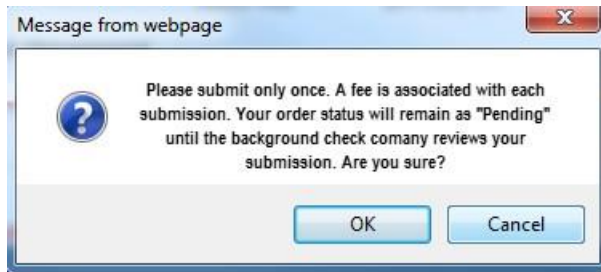 Message from webpage
Please submit only once. A fee is associated with each
submission. Your order status will remain as "Pending"
until the background check comany reviews your
submission. Are you sure?
OK
Cancel